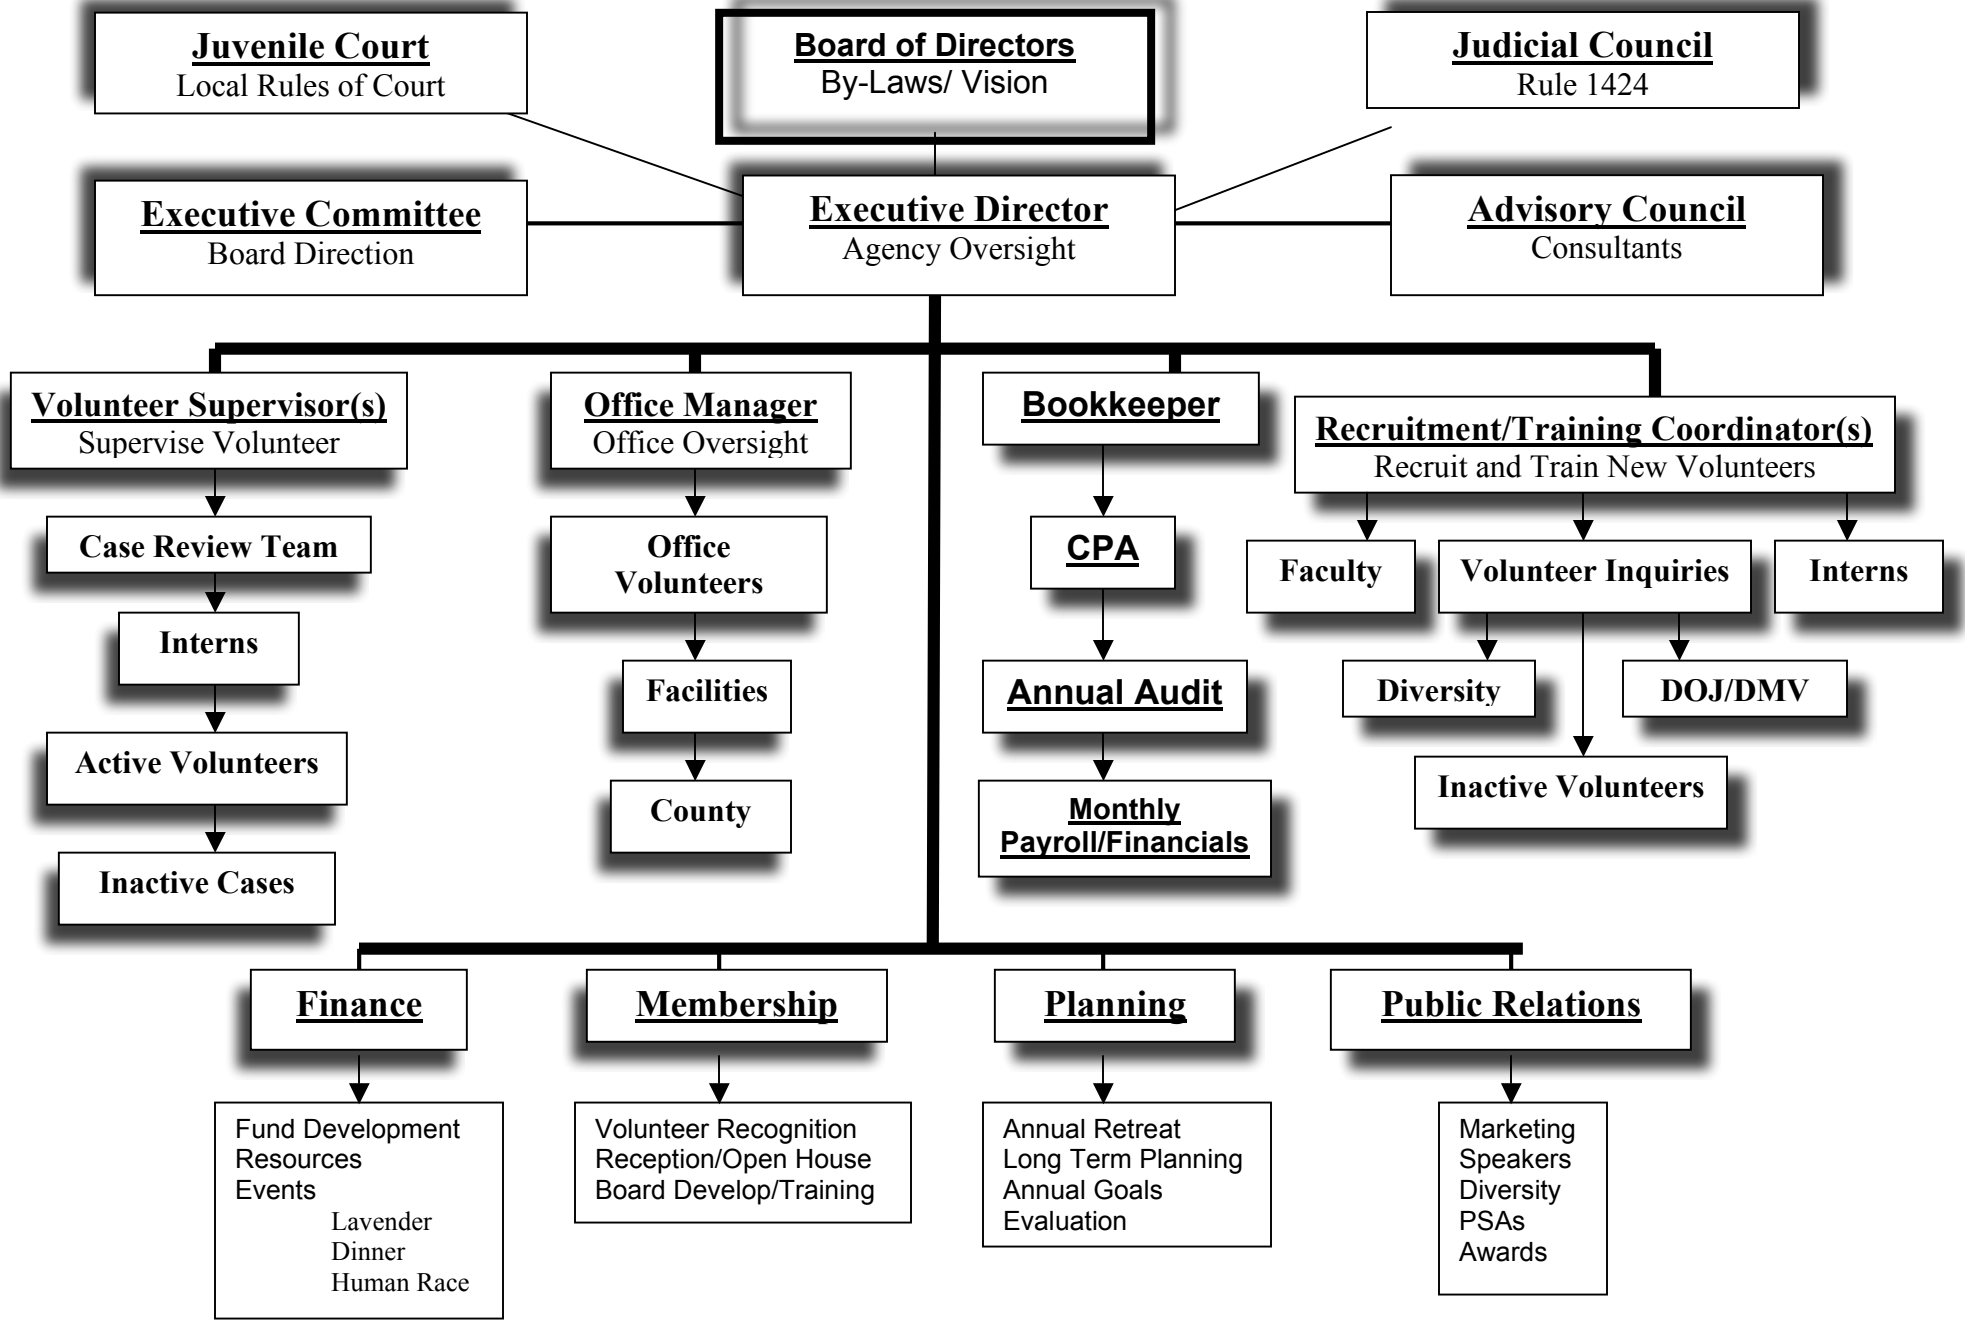 Juvenile Court
Local Rules of Court
Board of Directors
By-Laws/ Vision
Judicial Council
Rule 1424
Executive Committee
Board Direction
Executive Director
Agency Oversight
Advisory Council
Consultants
Volunteer Supervisor(s)
Supervise Volunteer
Office Manager
Office Oversight
Bookkeeper
Recruitment/Training Coordinator(s)
Recruit and Train New Volunteers
Case Review Team
Interns
Active Volunteers
Inactive Cases
Office
Volunteers
Facilities
County
CPA
Annual Audit
Monthly
Payroll/Financials
Faculty
Volunteer Inquiries
Interns
Diversity
DOJ/DMV
Inactive Volunteers
Finance
Fund Development
Resources
Events
Lavender
Dinner
Human Race
Membership
Volunteer Recognition
Reception/Open House
Board Develop/Training
Planning
Annual Retreat
Long Term Planning
Annual Goals
Evaluation
Public Relations
Marketing
Speakers
Diversity
PSAs
Awards